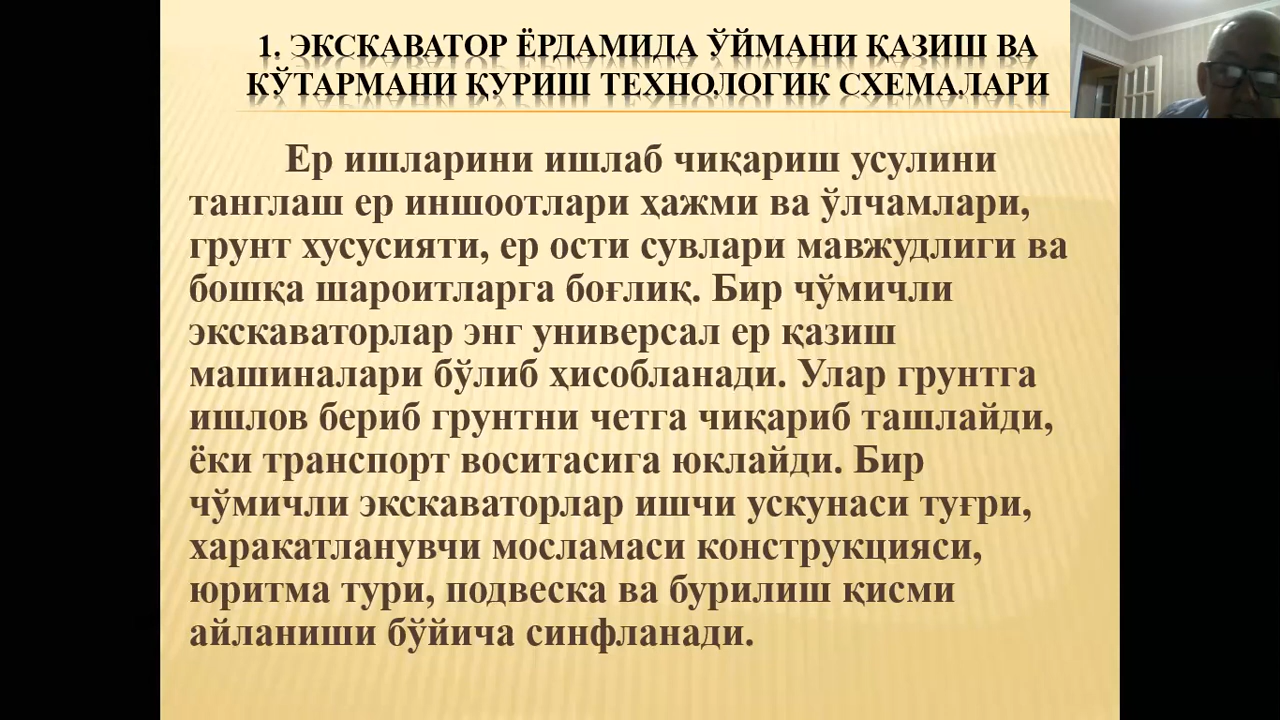 1. ЭКСКАВАТОР ЁРДАМИДА ЎЙМАНИ ҚАЗИШ ВА
КЎТАРМАНИ ҚУРИШ ТЕХНОЛОГИК СХЕМАЛАРИ
Ер ишларини ишлаб чиқариш усулини
танглаш ер иншоотлари ҳажми ва ўлчамлари,
грунт хусусияти, ер ости сувлари мавжудлиги ва
бошқа шароитларга боғлиқ. Бир чўмичли
экскаваторлар энг универсал ер қазиш
машиналари бўлиб ҳисобланади. Улар грунтга
ишлов бериб грунтни четга чиқариб ташлайди,
ёки транспорт воситасига юклайди. Бир
чўмичли экскаваторлар ишчи ускунаси туғри,
харакатланувчи мосламаси конструкцияси,
юритма тури, подвеска ва бурилиш қисми
айланиши бўйича синфланади.